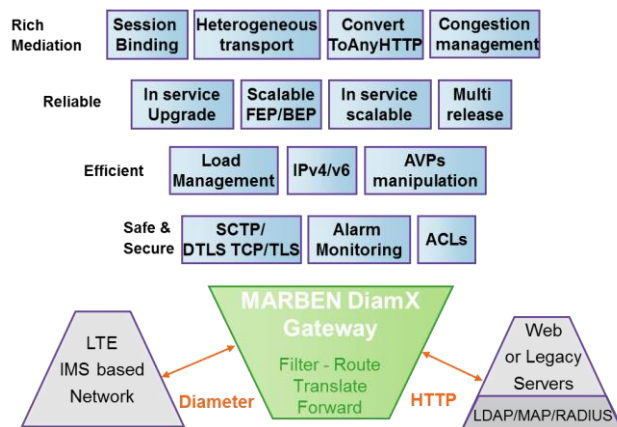 Rich
Mediation
Session
Binding
Heterogeneous
transport
Convert
ToAnyHTTP
Congestion
management
Reliable
In service
Upgrade
Scalable
FEP/BEP
In service
scalable
Multi
release
Efficient
Load
Management
IPv4/v6
AVPs
manipulation
Safe &
Secure
SCTP/
DTLS TCP/TLS
Alarm
Monitoring
ACLs
MARBEN DiamX
Gateway
Filter - Route
Translate
Forward
LTE
IMS based
Network
Diameter
HTTP
Web
or Legacy
Servers
LDAP/MAP/RADIUS